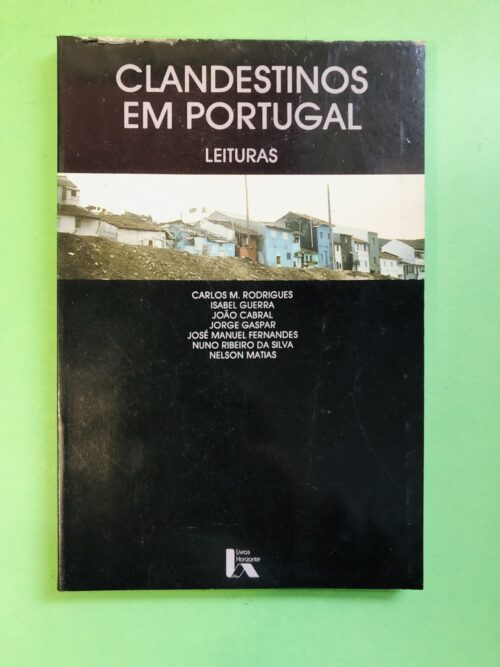 CLANDESTINOS
EM PORTUGAL
LEITURAS
CARLOS M. RODRIGUES
ISABEL GUERRA
JOÃO CABRAL
JORGE GASPAR
JOSÉ MANUEL FERNANDES
NUNO RIBEIRO DA SILVA
NELSON MATIAS
Livros
Horizonte